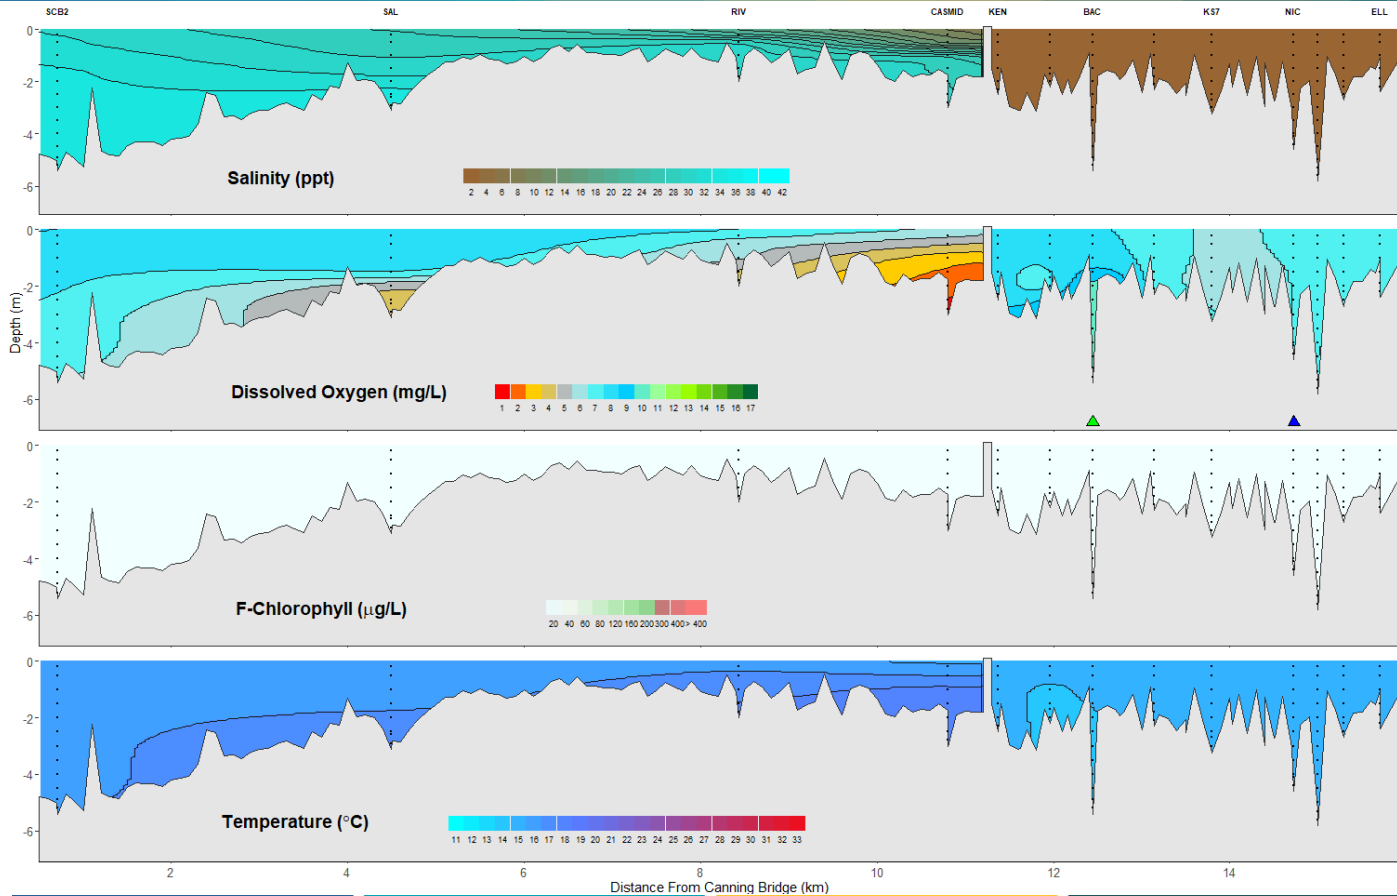 SCB2 SAL RIV CASMID KEN BAC KS7 NIC ELL
0
-2
-4
-6
Salinity (ppt)
2 4 6 8 10 12 14 16 18 20 22 24 26 28 30 32 34 36 38 40 42
0
-2
-4
-6
Depth (m)
Dissolved Oxygen (mg/L)
1 2 3 4 5 6 7 8 9 10 11 12 13 14 15 16 17
0
-2
-4
-6
F-Chlorophyll (µg/L)
20 40 60 80 120 160 200 300 400 > 400
0
-2
-4
-6
Temperature (°C)
11 12 13 14 15 16 17 18 19 20 21 22 23 24 25 26 27 28 29 30 31 32 33
2 4 6 8 10 12 14
Distance From Canning Bridge (km)